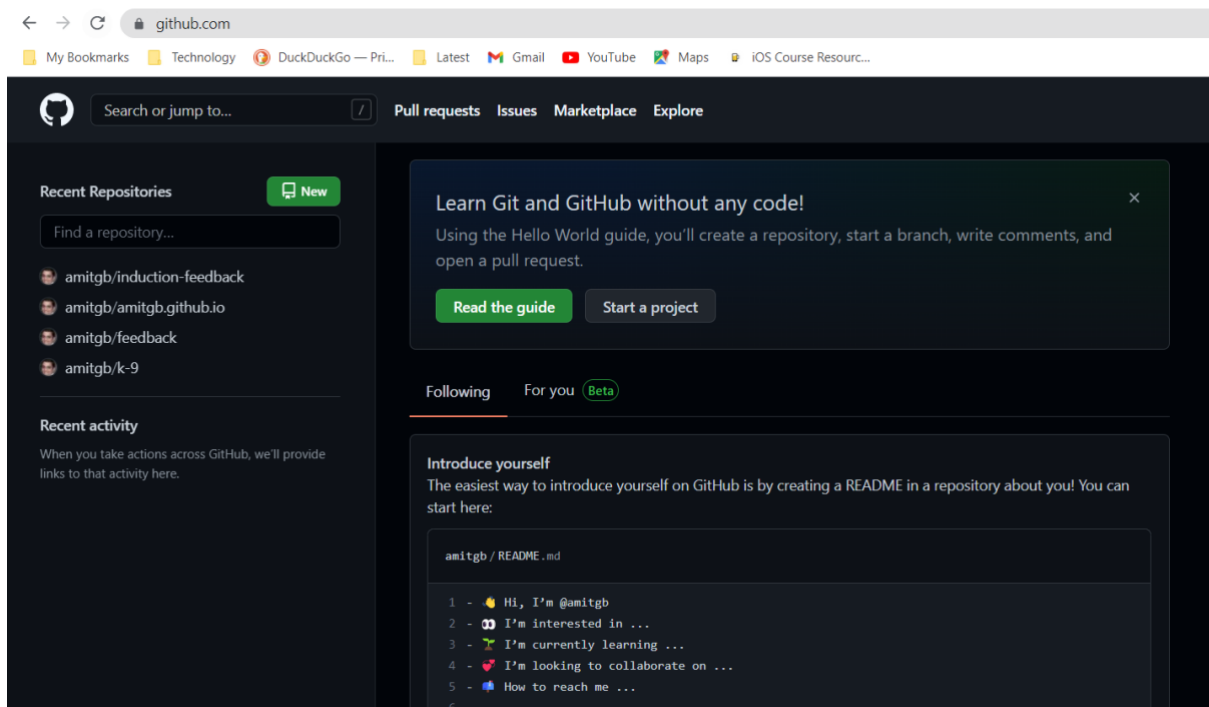 github.com
My Bookmarks Technology DuckDuckGo — Pri... Latest Gmail YouTube Maps iOS Course Resourc...
Search or jump to... / Pull requests Issues Marketplace Explore
Recent Repositories New
Find a repository...
amitgb/induction-feedback
amitgb/amitgb.github.io
amitgb/feedback
amitgb/k-9
Recent activity
When you take actions across GitHub, we'll provide
links to that activity here.
Learn Git and GitHub without any code!
Using the Hello World guide, you'll create a repository, start a branch, write comments, and
open a pull request.
Read the guide Start a project
Following For you Beta
Introduce yourself
The easiest way to introduce yourself on GitHub is by creating a README in a repository about you! You can
start here:
amitgb/README.md
1 - 👋 Hi, I'm @amitgb
2 - 👀 I'm interested in ...
3 - 🌱 I'm currently learning ...
4 - 💞️ I'm looking to collaborate on ...
5 - 📫 How to reach me ...